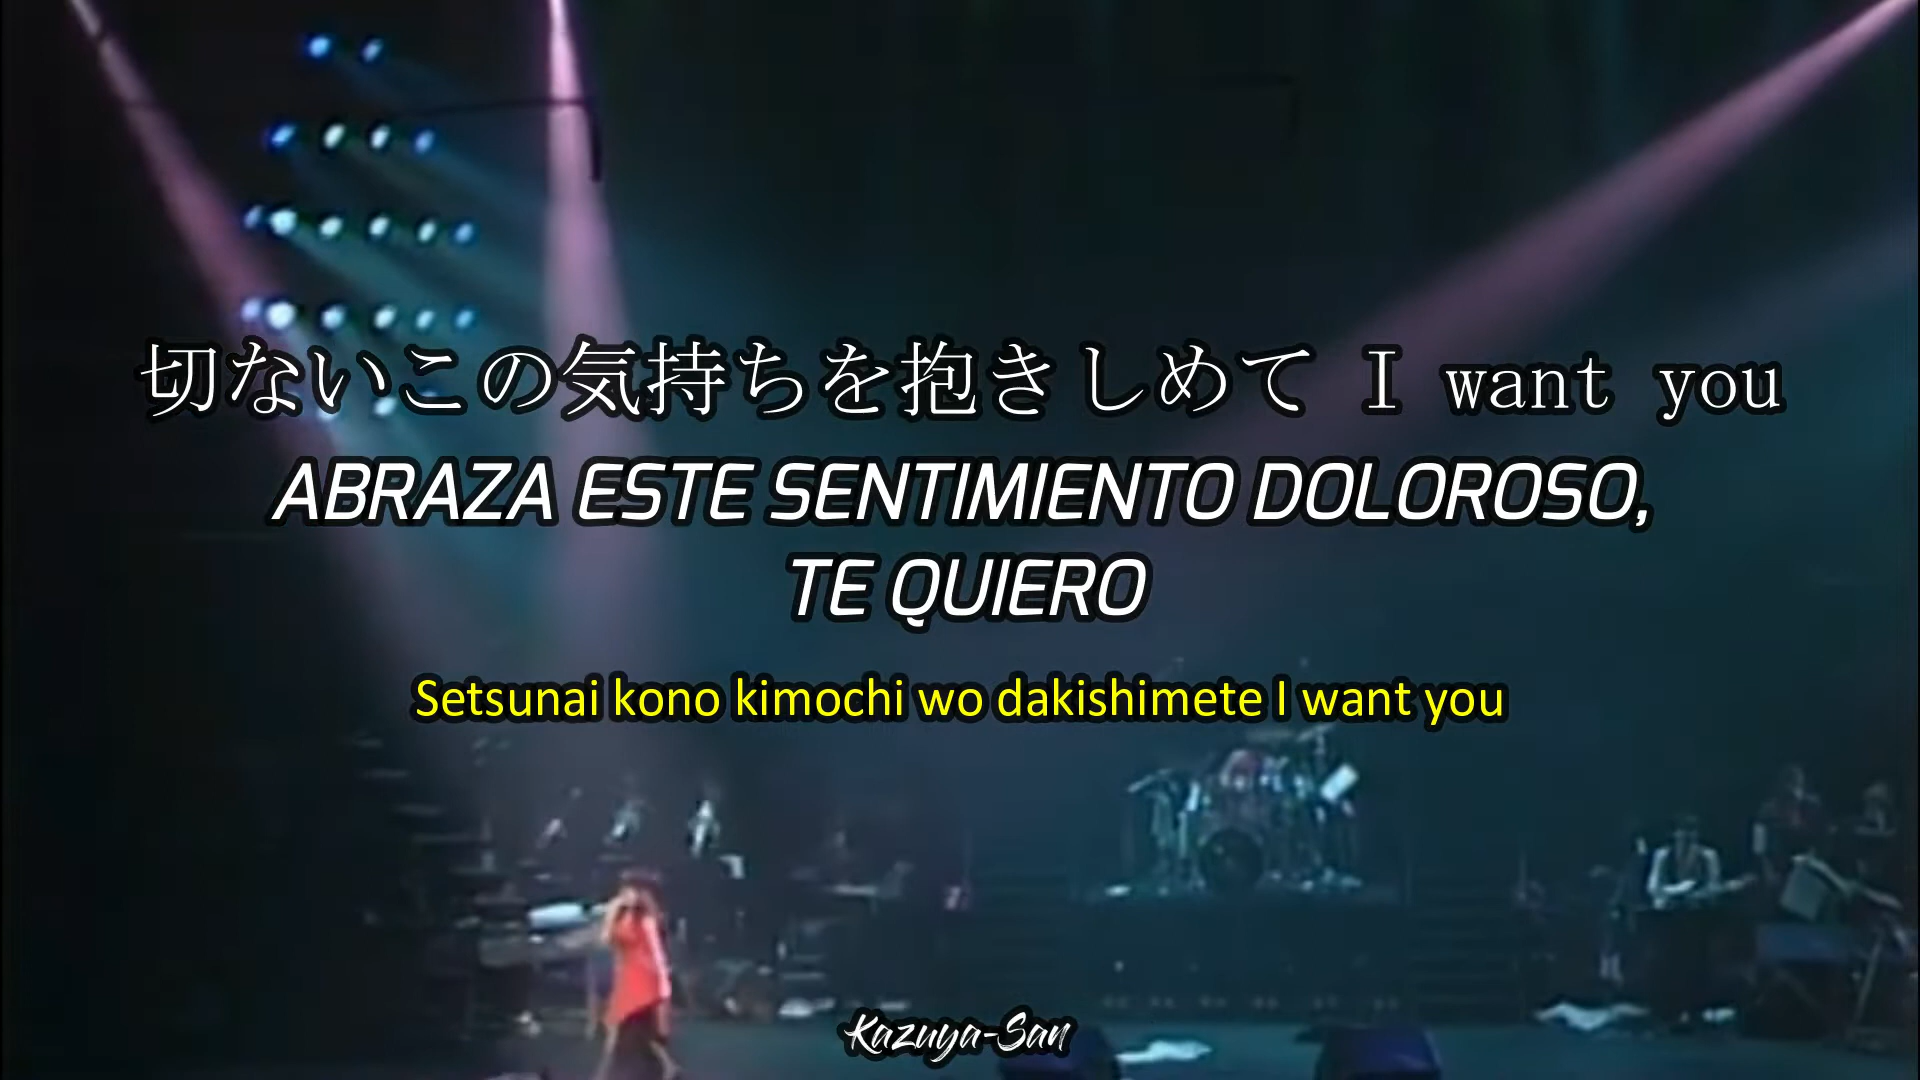 切ないこの気持ちを抱きしめて I want you
ABRAZA ESTE SENTIMIENTO DOLOROSO,
TE QUIERO
Setsunai kono kimochi wo dakishimete I want you
Kazuya-San